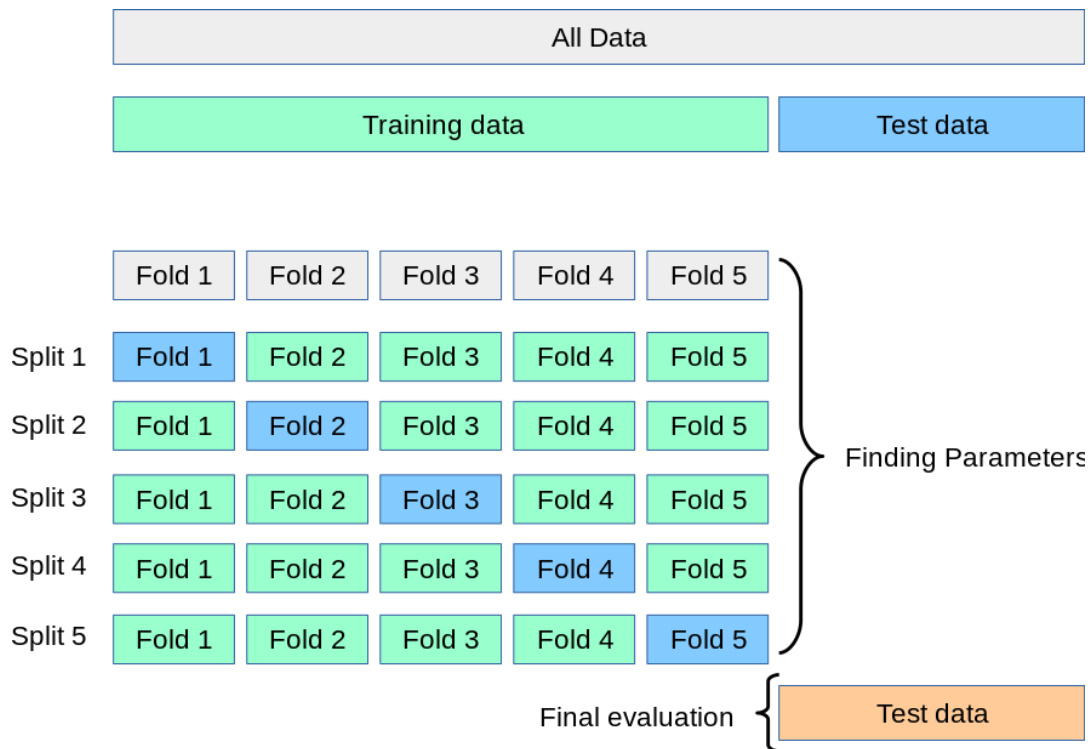 All Data
Training data Test data
Fold 1 Fold 2 Fold 3 Fold 4 Fold 5
Split 1 Fold 1 Fold 2 Fold 3 Fold 4 Fold 5
Split 2 Fold 1 Fold 2 Fold 3 Fold 4 Fold 5
Finding Parameters
Split 3 Fold 1 Fold 2 Fold 3 Fold 4 Fold 5
Split 4 Fold 1 Fold 2 Fold 3 Fold 4 Fold 5
Split 5 Fold 1 Fold 2 Fold 3 Fold 4 Fold 5
Final evaluation Test data